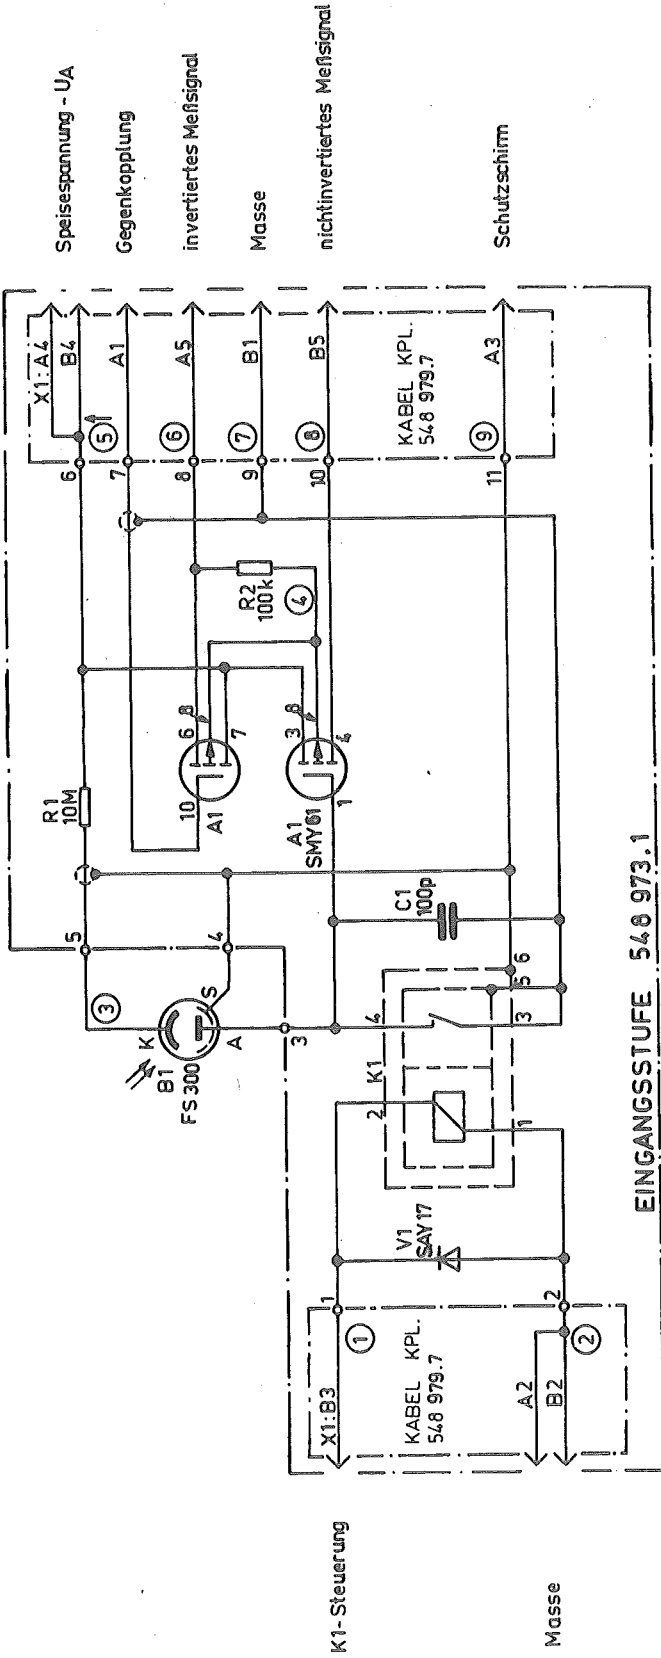 Speisespannung - UA
Gegenkopplung
invertiertes Meßsignal
Masse
nichtinvertiertes Meßsignal
Schutzschirm
X1:A4
B4
A1
A5
B1
B5
A3
KABEL KPL.
548 979.7
5
6
7
8
9
6
7
8
9
10
11
R1
10M
R2
100k
4
6
8
7
10
A1
3
8
4
1
A1
SMY61
5
4
3
K
S
A
B1
FS300
3
C1
100p
K1
4
6
5
3
2
1
V1
SAY17
1
2
1
2
X1:B3
KABEL KPL.
548 979.7
A2
B2
K1-Steuerung
Masse
EINGANGSSTUFE 548 973.1